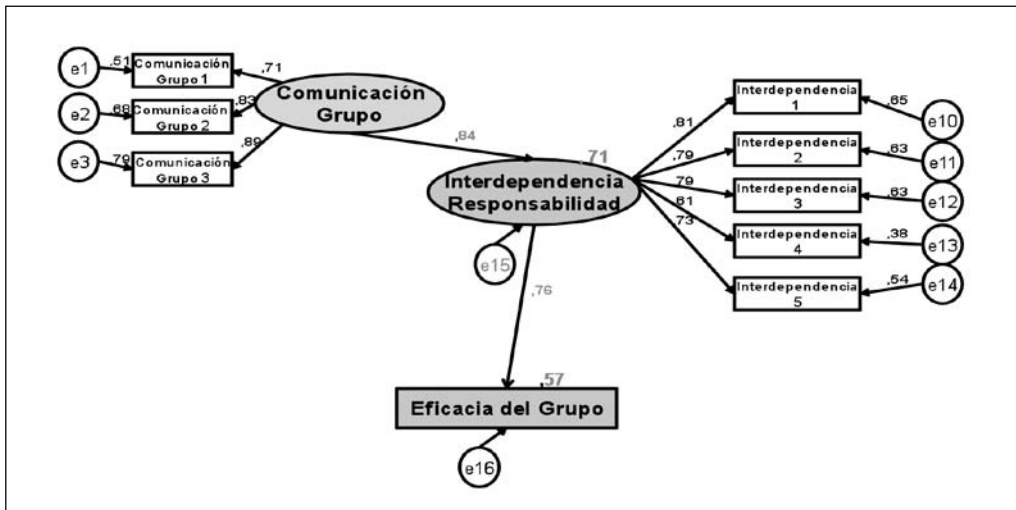 e1
,51
Comunicación
Grupo 1
,71
e2
,68
Comunicación
Grupo 2
,83
e3
,79
Comunicación
Grupo 3
,89
Comunicación
Grupo
,84
,71
Interdependencia
Responsabilidad
e15
,76
,57
Eficacia del Grupo
e16
,81
Interdependencia
1
,65
e10
,79
Interdependencia
2
,63
e11
,79
Interdependencia
3
,63
e12
,61
Interdependencia
4
,38
e13
,73
Interdependencia
5
,54
e14